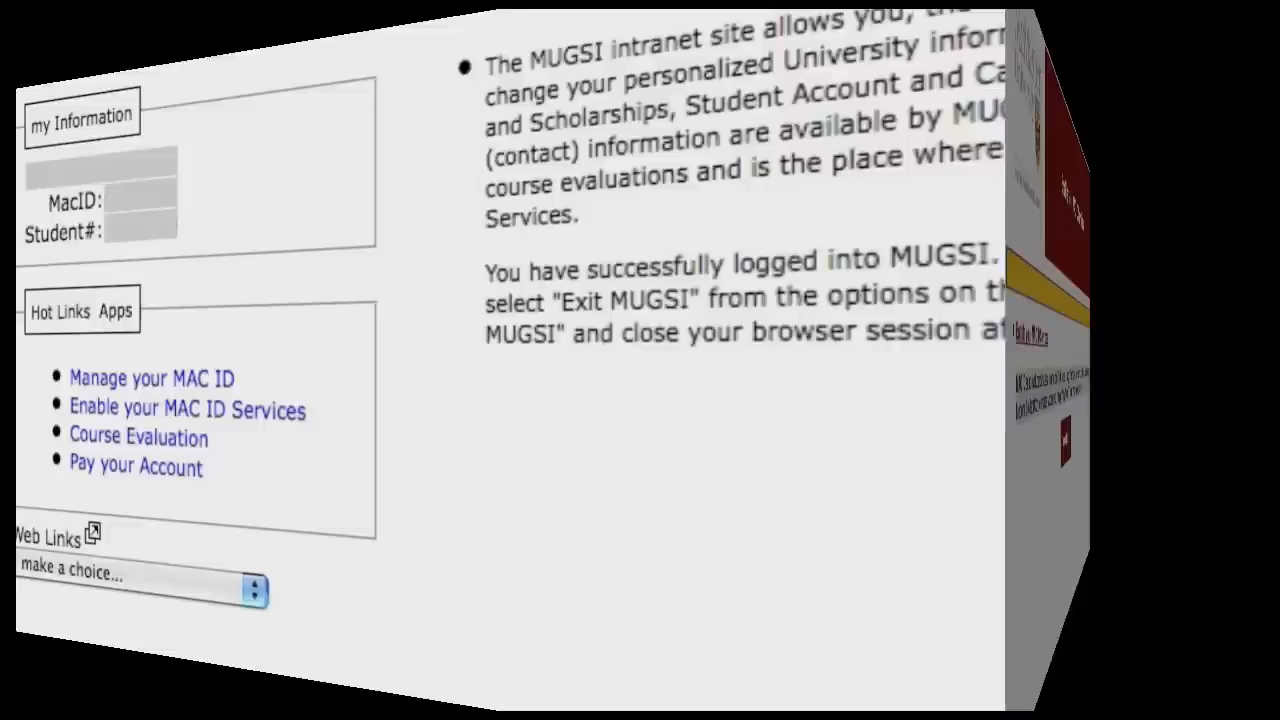 my Information
MacID:
Student#:
Hot Links Apps
Manage your MAC ID
Enable your MAC ID Services
Course Evaluation
Pay your Account
Web Links
make a choice...
The MUGSI intranet site allows you,
change your personalized University
and Scholarships, Student Account and
(contact) information are available by
course evaluations and is the place where
Services.
You have successfully logged into MUGSI.
select "Exit MUGSI" from the options on
MUGSI" and close your browser session